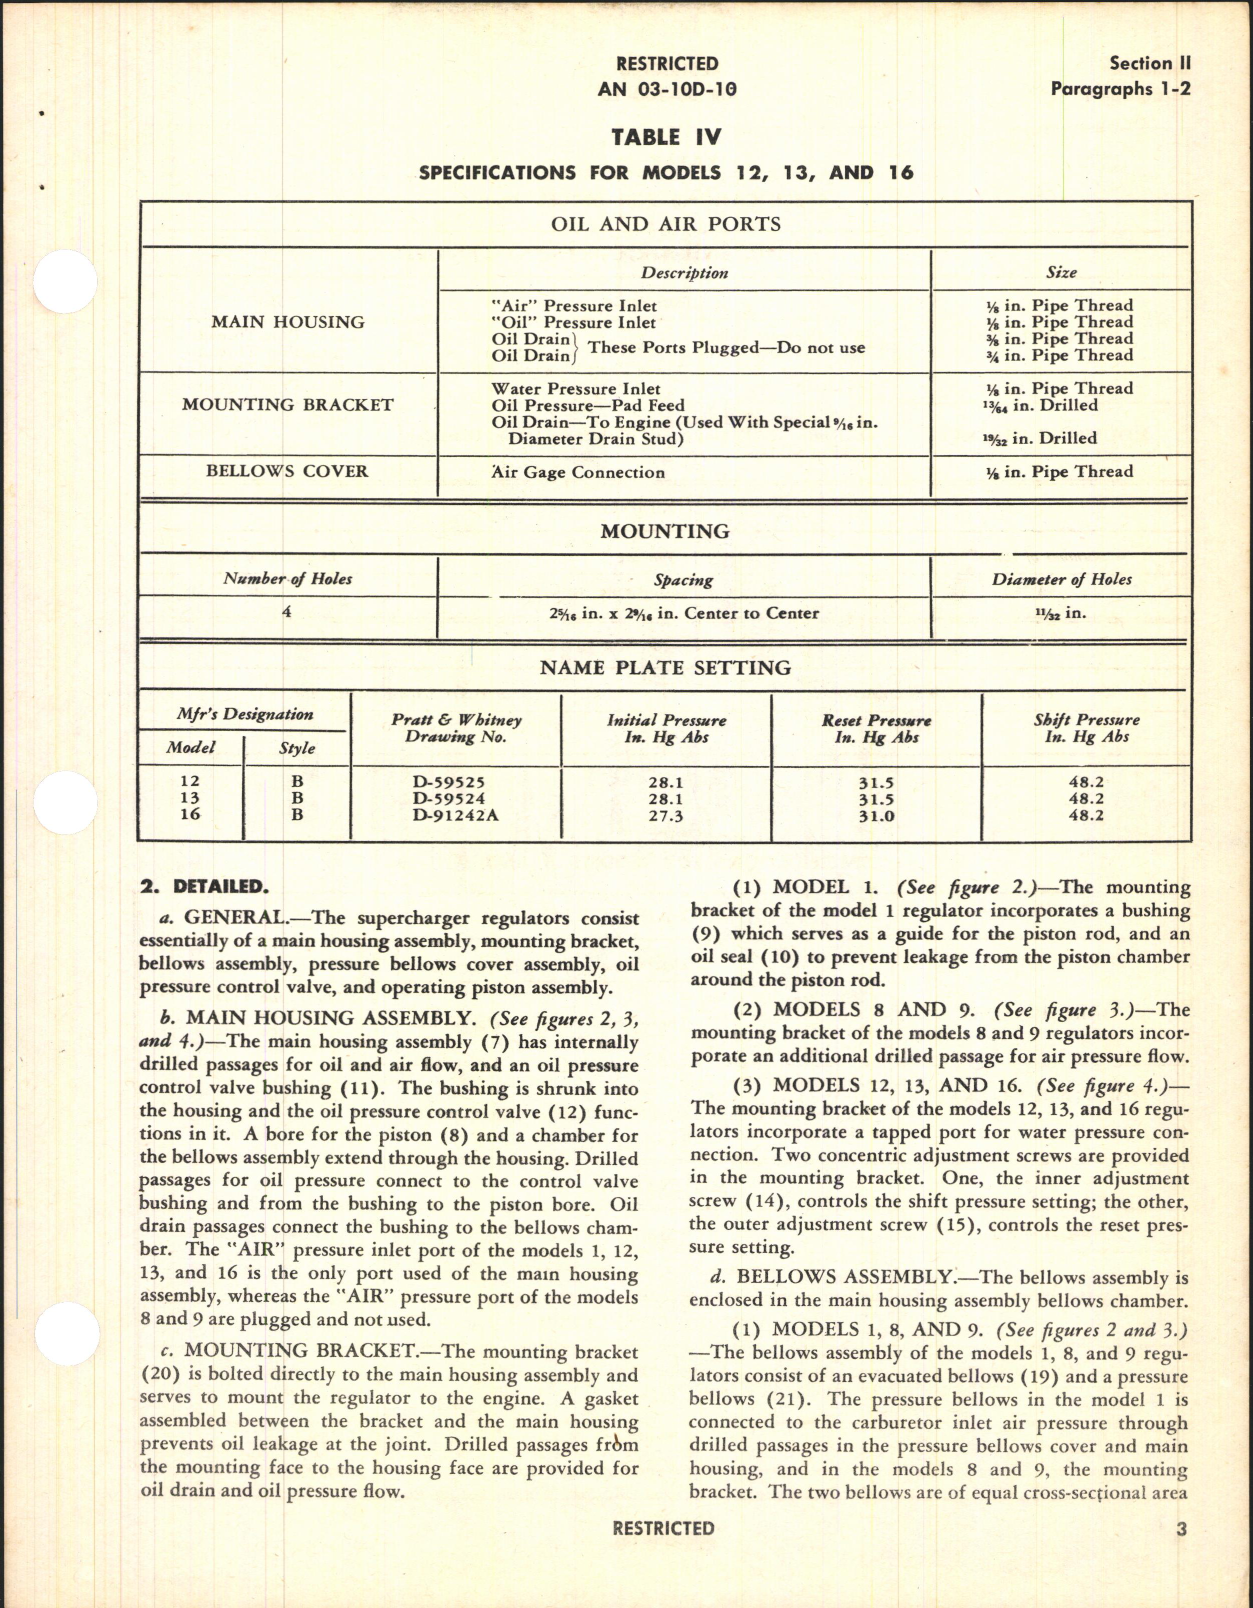 RESTRICTED
AN 03-10D-10
Section II
Paragraphs 1-2
TABLE IV
SPECIFICATIONS FOR MODELS 12, 13, AND 16
OIL AND AIR PORTS
Description Size
MAIN HOUSING
"Air" Pressure Inlet ⅛ in. Pipe Thread
"Oil" Pressure Inlet ⅛ in. Pipe Thread
Oil Drain ⅜ in. Pipe Thread
These Ports Plugged—Do not use
Oil Drain ¾ in. Pipe Thread
MOUNTING BRACKET
Water Pressure Inlet ⅛ in. Pipe Thread
Oil Pressure—Pad Feed 13/64 in. Drilled
Oil Drain—To Engine (Used With Special 9/16 in.
Diameter Drain Stud) 19/32 in. Drilled
BELLOWS COVER Air Gage Connection ⅛ in. Pipe Thread
MOUNTING
Number of Holes Spacing Diameter of Holes
4 2 5/16 in. x 2 9/16 in. Center to Center 11/32 in.
NAME PLATE SETTING
Mfr's Designation
Model Style
Pratt & Whitney
Drawing No.
Initial Pressure
In. Hg Abs
Reset Pressure
In. Hg Abs
Shift Pressure
In. Hg Abs
12 B D-59525 28.1 31.5 48.2
13 B D-59524 28.1 31.5 48.2
16 B D-91242A 27.3 31.0 48.2
2. DETAILED.
a. GENERAL.—The supercharger regulators consist
essentially of a main housing assembly, mounting bracket,
bellows assembly, pressure bellows cover assembly, oil
pressure control valve, and operating piston assembly.
b. MAIN HOUSING ASSEMBLY. (See figures 2, 3,
and 4.)—The main housing assembly (7) has internally
drilled passages for oil and air flow, and an oil pressure
control valve bushing (11). The bushing is shrunk into
the housing and the oil pressure control valve (12) func-
tions in it. A bore for the piston (8) and a chamber for
the bellows assembly extend through the housing. Drilled
passages for oil pressure connect to the control valve
bushing and from the bushing to the piston bore. Oil
drain passages connect the bushing to the bellows cham-
ber. The "AIR" pressure inlet port of the models 1, 12,
13, and 16 is the only port used of the main housing
assembly, whereas the "AIR" pressure port of the models
8 and 9 are plugged and not used.
c. MOUNTING BRACKET.—The mounting bracket
(20) is bolted directly to the main housing assembly and
serves to mount the regulator to the engine. A gasket
assembled between the bracket and the main housing
prevents oil leakage at the joint. Drilled passages from
the mounting face to the housing face are provided for
oil drain and oil pressure flow.
(1) MODEL 1. (See figure 2.)—The mounting
bracket of the model 1 regulator incorporates a bushing
(9) which serves as a guide for the piston rod, and an
oil seal (10) to prevent leakage from the piston chamber
around the piston rod.
(2) MODELS 8 AND 9. (See figure 3.)—The
mounting bracket of the models 8 and 9 regulators incor-
porate an additional drilled passage for air pressure flow.
(3) MODELS 12, 13, AND 16. (See figure 4.)—
The mounting bracket of the models 12, 13, and 16 regu-
lators incorporate a tapped port for water pressure con-
nection. Two concentric adjustment screws are provided
in the mounting bracket. One, the inner adjustment
screw (14), controls the shift pressure setting; the other,
the outer adjustment screw (15), controls the reset pres-
sure setting.
d. BELLOWS ASSEMBLY.—The bellows assembly is
enclosed in the main housing assembly bellows chamber.
(1) MODELS 1, 8, AND 9. (See figures 2 and 3.)
—The bellows assembly of the models 1, 8, and 9 regu-
lators consist of an evacuated bellows (19) and a pressure
bellows (21). The pressure bellows in the model 1 is
connected to the carburetor inlet air pressure through
drilled passages in the pressure bellows cover and main
housing, and in the models 8 and 9, the mounting
bracket. The two bellows are of equal cross-sectional area
RESTRICTED
3